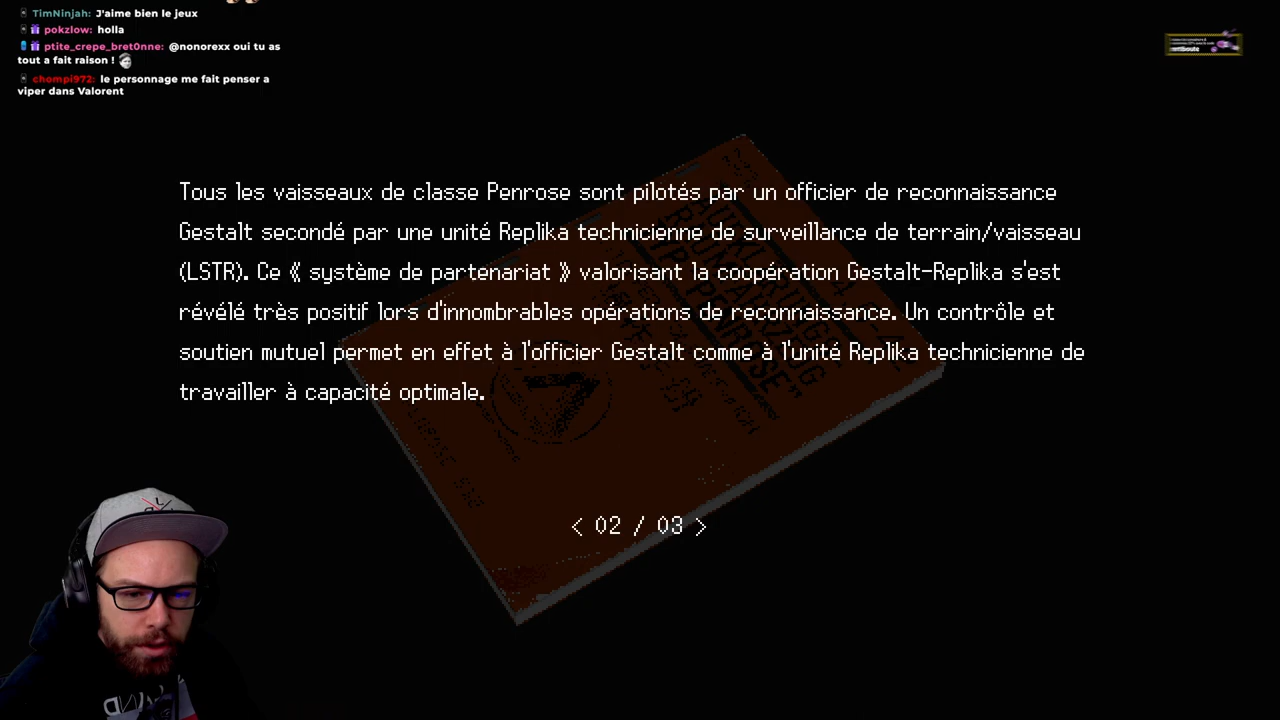 TimNinjah: J'aime bien le jeux
pokzlow: holla
ptite_crepe_bret0nne: @nonorexx oui tu as
tout a fait raison !
chompi972: le personnage me fait penser a
viper dans Valorent
Tous les vaisseaux de classe Penrose sont pilotés par un officier de reconnaissance
Gestalt secondé par une unité Replika technicienne de surveillance de terrain/vaisseau
(LSTR). Ce « système de partenariat » valorisant la coopération Gestalt-Replika s'est
révélé très positif lors d'innombrables opérations de reconnaissance. Un contrôle et
soutien mutuel permet en effet à l'officier Gestalt comme à l'unité Replika technicienne de
travailler à capacité optimale.
< 02 / 03 >